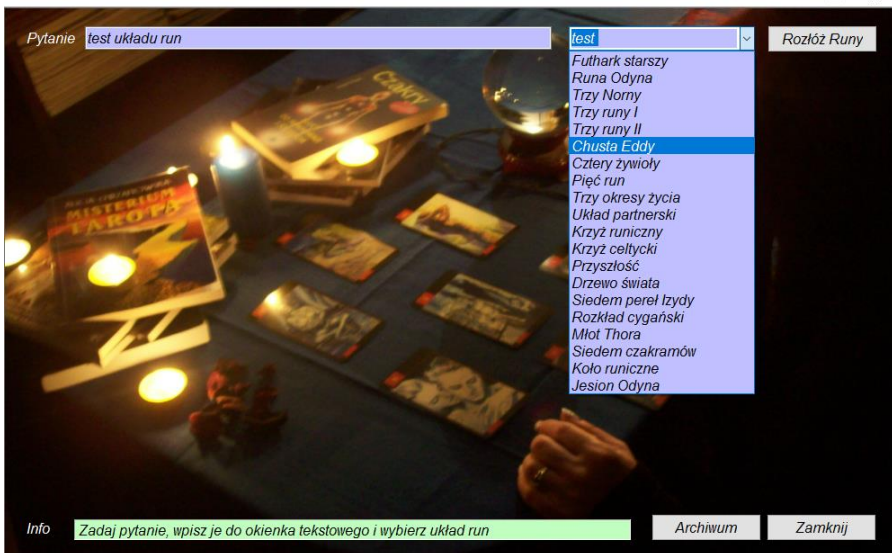 Pytanie
test układu run
test
Rozłóż Runy
Futhark starszy
Runa Odyna
Trzy Norny
Trzy runy I
Trzy runy II
Chusta Eddy
Cztery żywioły
Pięć run
Trzy okresy życia
Układ partnerski
Krzyż runiczny
Krzyż celtycki
Przyszłość
Drzewo świata
Siedem pereł Izydy
Rozkład cygański
Młot Thora
Siedem czakramów
Koło runiczne
Jesion Odyna
Czakry
MISTERIUM
TAROTA
Info
Zadaj pytanie, wpisz je do okienka tekstowego i wybierz układ run
Archiwum
Zamknij